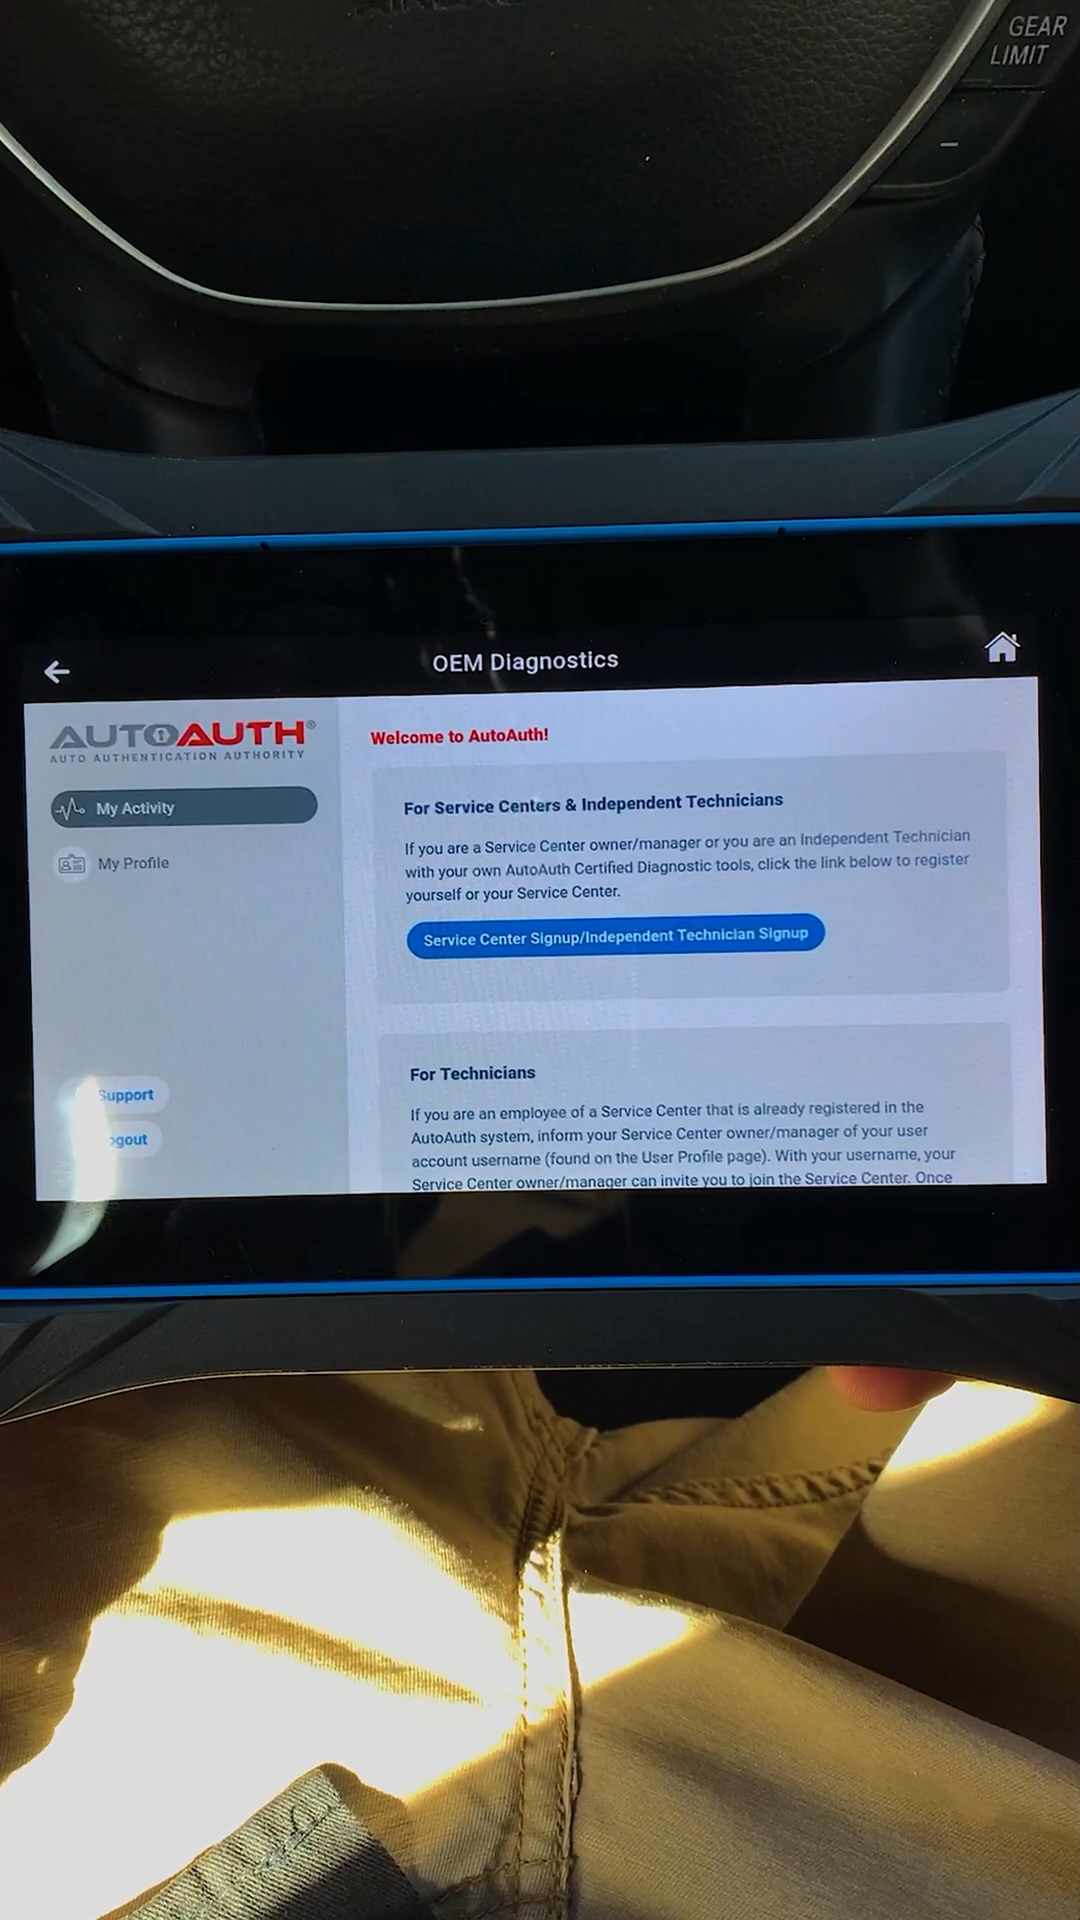 GEAR
LIMIT
OEM Diagnostics
AUTOAUTH®
AUTO AUTHENTICATION AUTHORITY
My Activity
My Profile
Support
Welcome to AutoAuth!
For Service Centers & Independent Technicians
If you are a Service Center owner/manager or you are an Independent Technician
with your own AutoAuth Certified Diagnostic tools, click the link below to register
yourself or your Service Center.
Service Center Signup/Independent Technician Signup
For Technicians
If you are an employee of a Service Center that is already registered in the
AutoAuth system, inform your Service Center owner/manager of your user
account username (found on the User Profile page). With your username, your
Service Center owner/manager can invite you to join the Service Center. Once